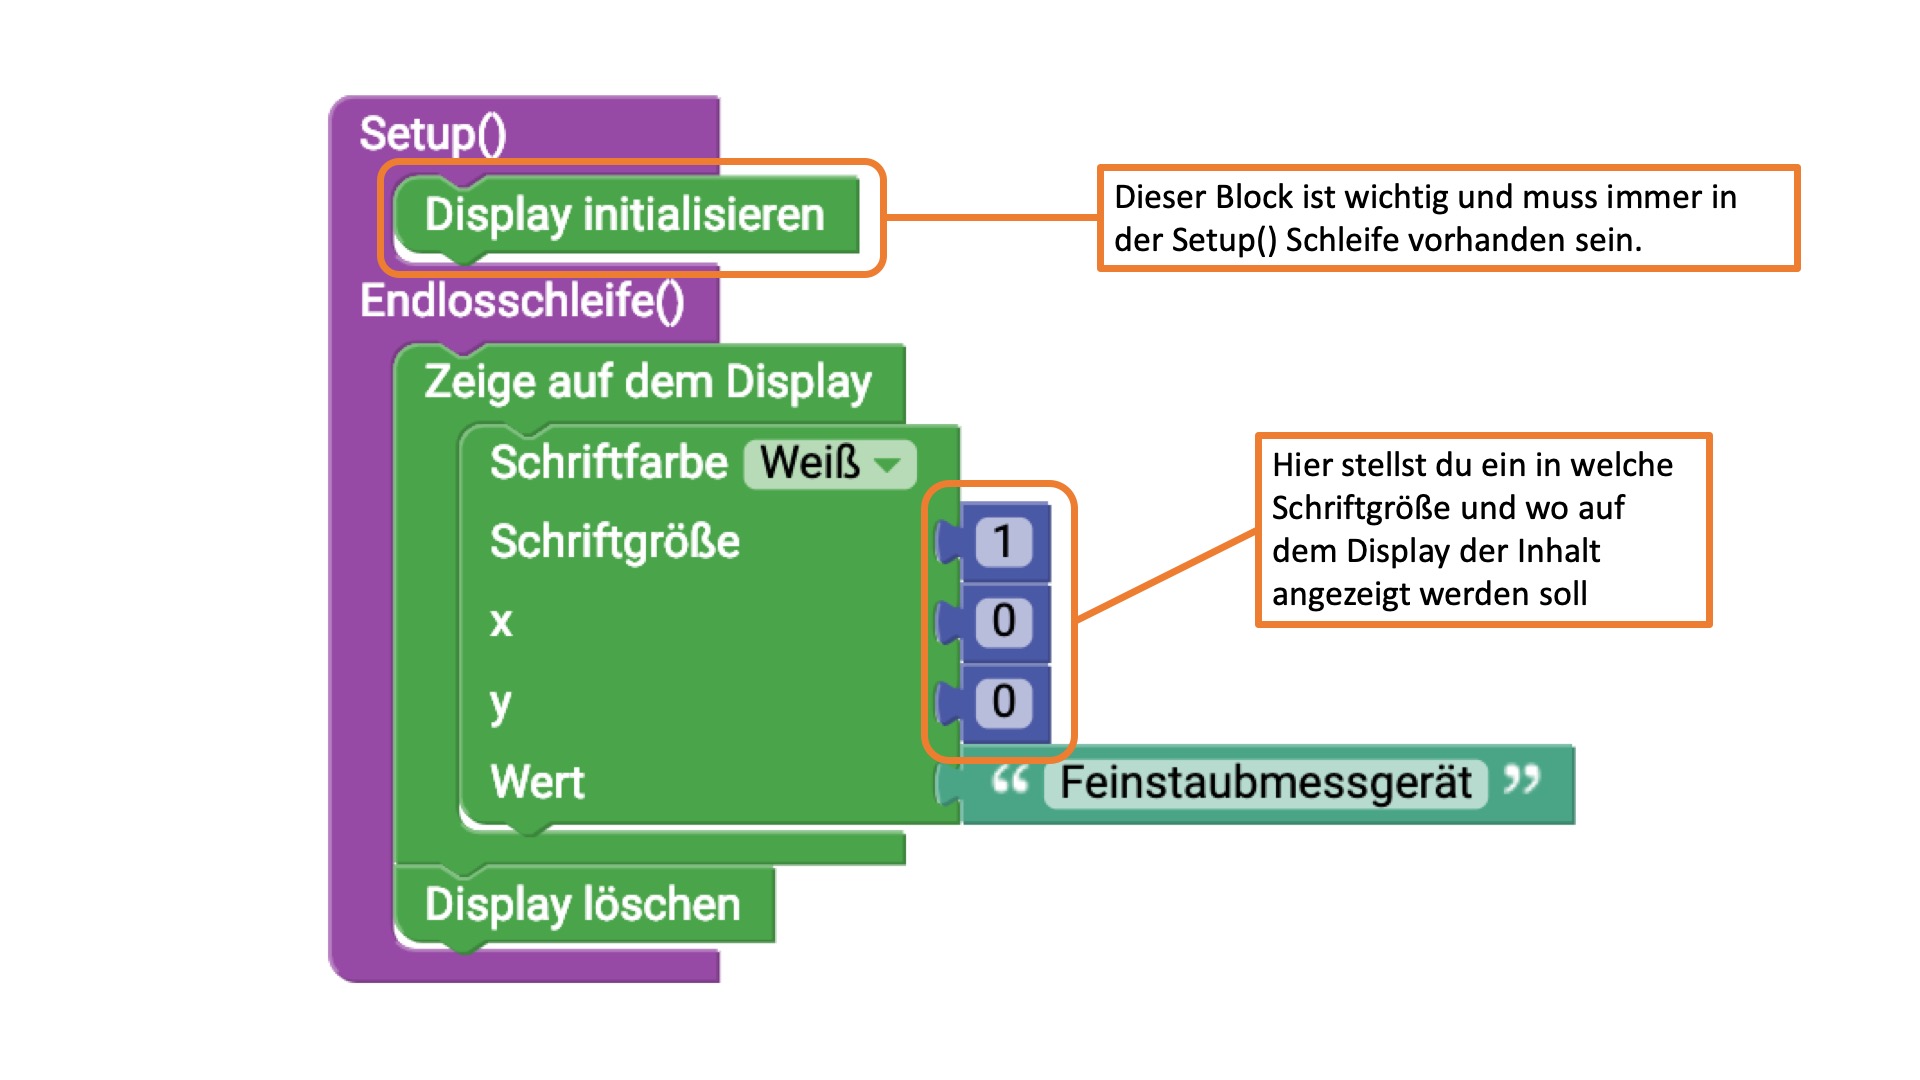 Setup()
Display initialisieren
Dieser Block ist wichtig und muss immer in
der Setup() Schleife vorhanden sein.
Endlosschleife()
Zeige auf dem Display
Schriftfarbe Weiß
Schriftgröße 1
x 0
y 0
Wert “ Feinstaubmessgerät ”
Hier stellst du ein in welche
Schriftgröße und wo auf
dem Display der Inhalt
angezeigt werden soll
Display löschen